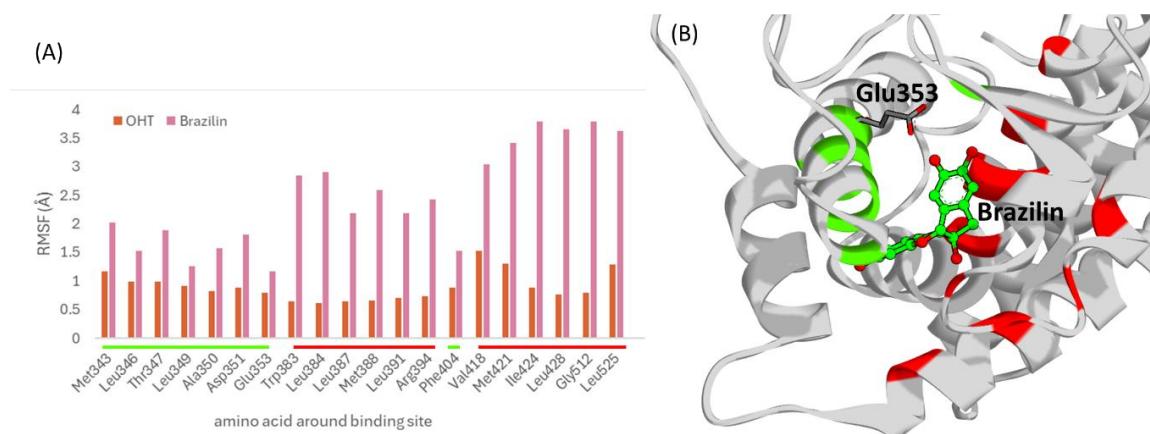 (A)
OHT Brazilin
RMSF (Å)
4
3.5
3
2.5
2
1.5
1
0.5
0
Met343
Leu346
Thr347
Leu349
Ala350
Asp351
Glu353
Trp383
Leu384
Leu387
Met388
Leu391
Arg394
Phe404
Val418
Met421
Ile424
Leu428
Gly512
Leu525
amino acid around binding site
(B)
Glu353
Brazilin